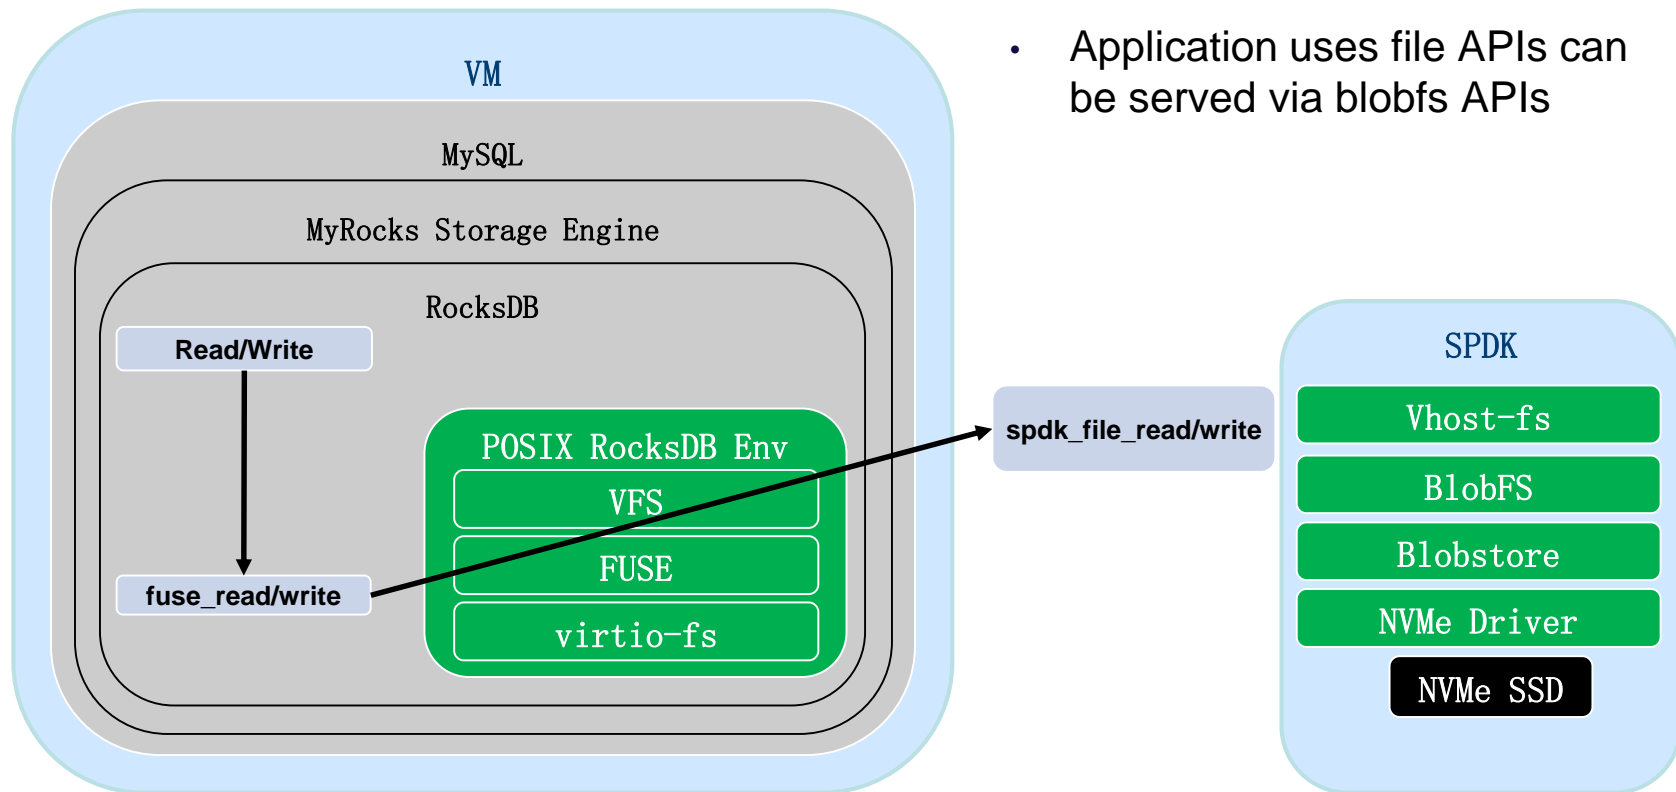 VM
MySQL
MyRocks Storage Engine
RocksDB
Read/Write
fuse_read/write
POSIX RocksDB Env
VFS
FUSE
virtio-fs
• Application uses file APIs can
be served via blobfs APIs
spdk_file_read/write
SPDK
Vhost-fs
BlobFS
Blobstore
NVMe Driver
NVMe SSD